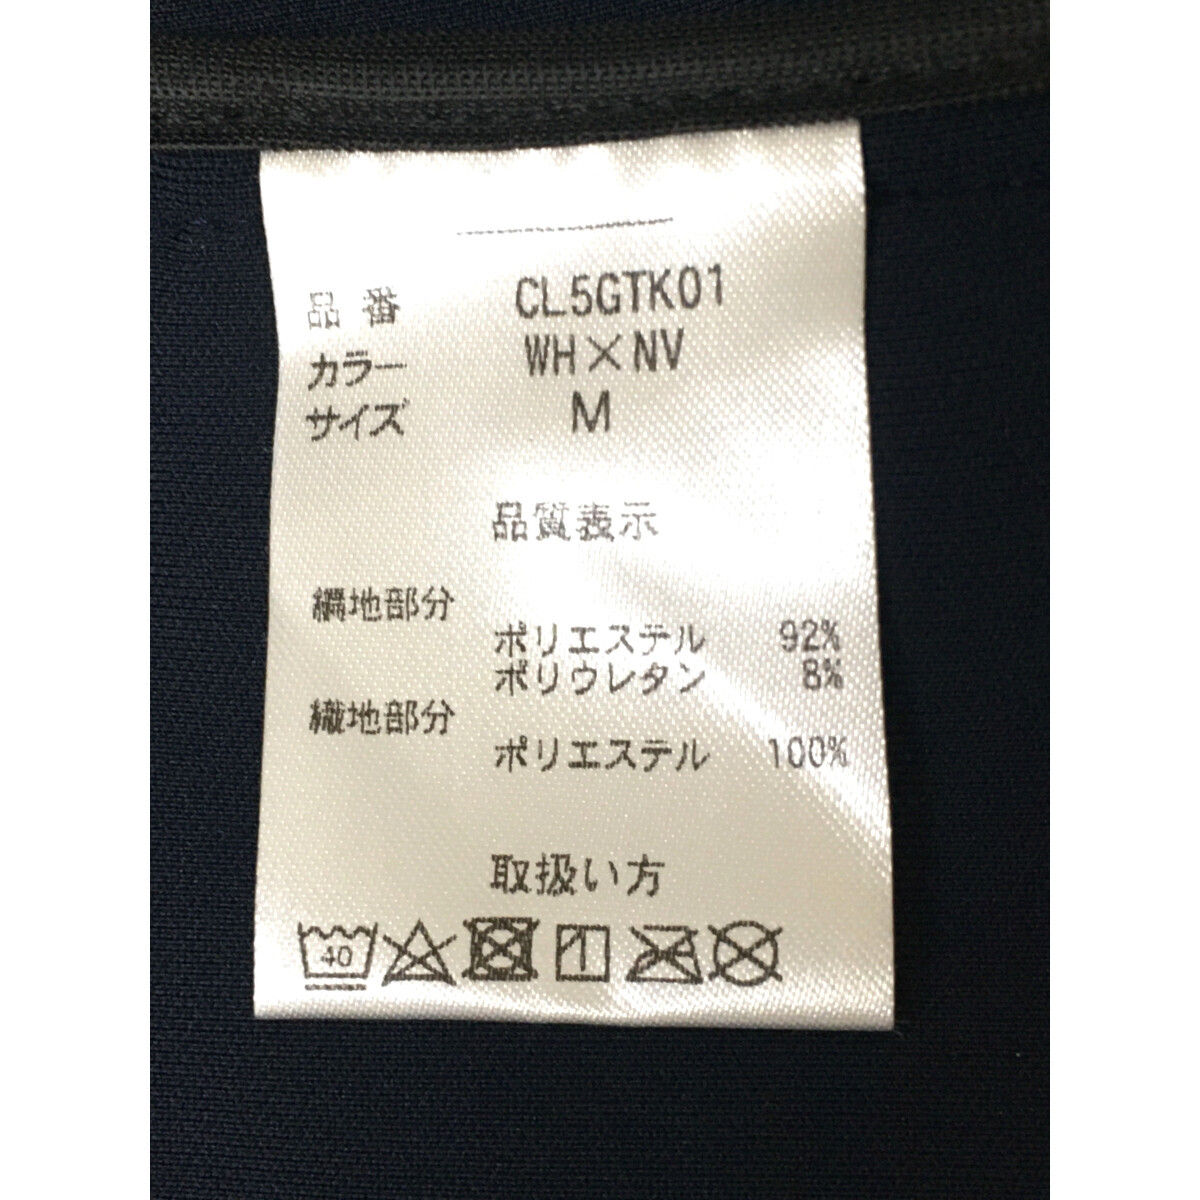 品番 CL5GTK01
カラー WH×NV
サイズ M
品質表示
編地部分
ポリエステル 92%
ポリウレタン 8%
織地部分
ポリエステル 100%
取扱い方
40